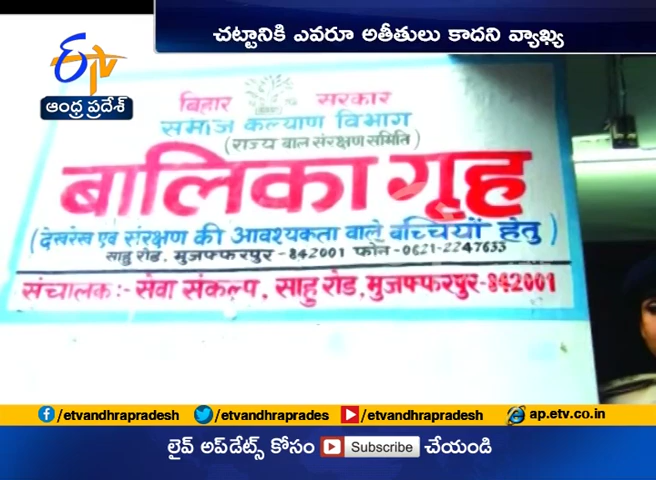 చట్టానికి ఎవరూ అతీతులు కాదని వ్యాఖ్య
ETV
ఆంధ్ర ప్రదేశ్
बिहार सरकार
समाज कल्याण विभाग
(राज्य बाल संरक्षण समिति)
बालिका गृह
(देखरेख एवं संरक्षण की आवश्यकता वाले बच्चियों हेतु)
साहु रोड, मुजफ्फरपुर -842001 फोन -0621-2247633
संचालक :- सेवा संकल्प, साहु रोड, मुजफ्फरपुर-842001
/etvandhrapradesh /etvandhraprades /etvandhrapradesh ap.etv.co.in
లైవ్ అప్‌డేట్స్ కోసం Subscribe చేయండి